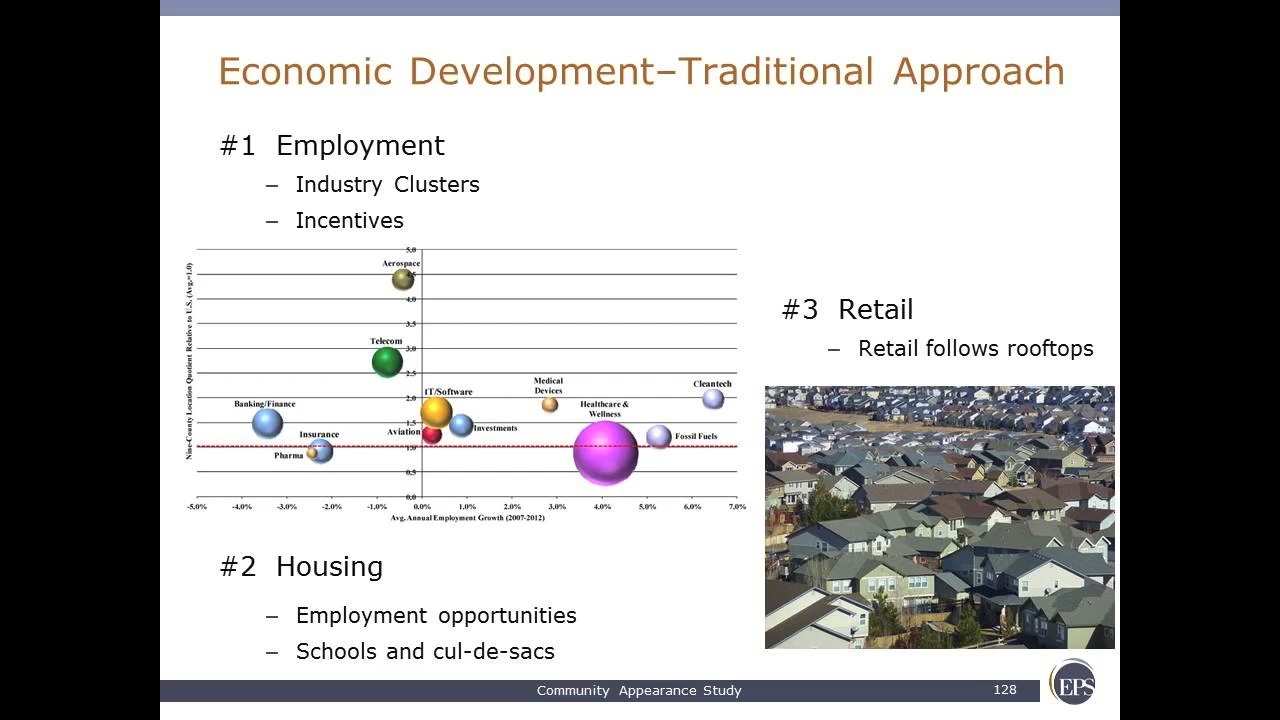 Economic Development–Traditional Approach
#1 Employment
– Industry Clusters
– Incentives
Nine-County Location Quotient Relative to U.S. (Avg.=1.0)
5.0
4.5
4.0
3.5
3.0
2.5
2.0
1.5
1.0
0.5
0.0
Aerospace
Telecom
IT/Software
Medical
Devices
Cleantech
Banking/Finance
Healthcare &
Wellness
Insurance
Aviation
Investments
Fossil Fuels
Pharma
-5.0% -4.0% -3.0% -2.0% -1.0% 0.0% 1.0% 2.0% 3.0% 4.0% 5.0% 6.0% 7.0%
Avg. Annual Employment Growth (2007-2012)
#2 Housing
– Employment opportunities
– Schools and cul-de-sacs
#3 Retail
– Retail follows rooftops
Community Appearance Study
128
EPS